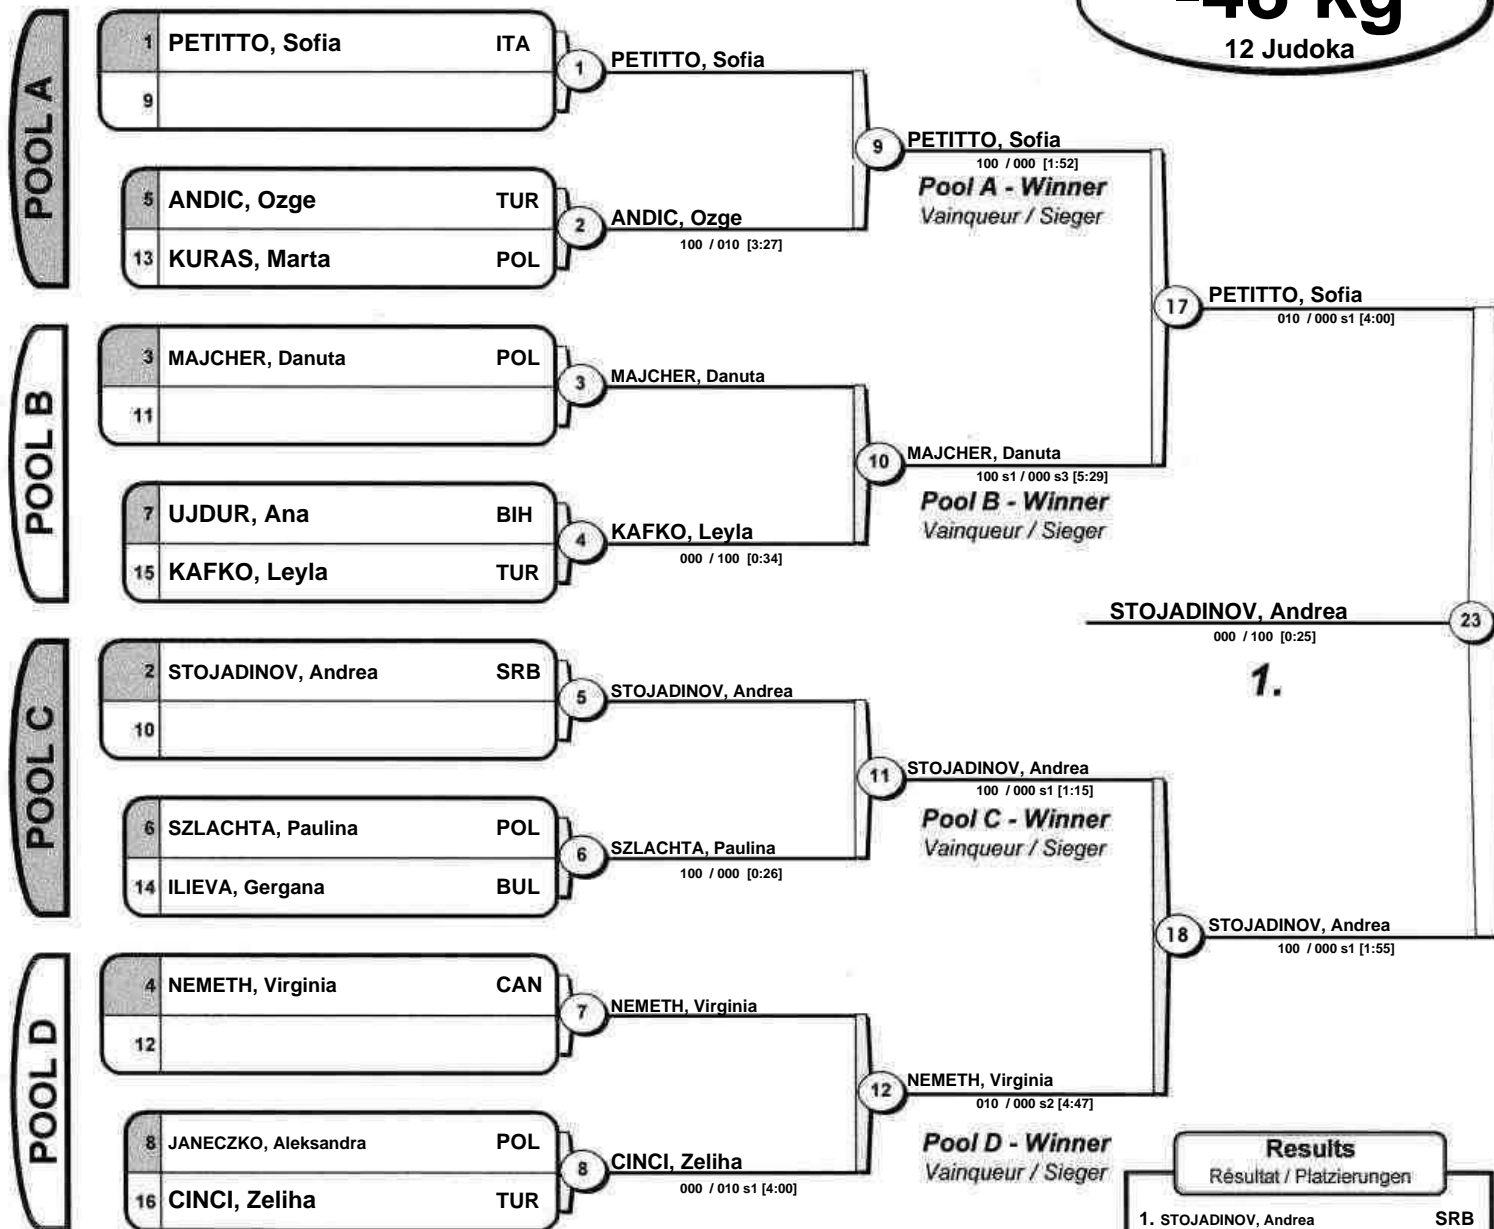 -48 kg
12 Judoka
POOL A
1 PETITTO, Sofia ITA
9
5 ANDIC, Ozge TUR
13 KURAS, Marta POL
1 PETITTO, Sofia
2 ANDIC, Ozge
100 / 010 [3:27]
9 PETITTO, Sofia
100 / 000 [1:52]
Pool A - Winner
Vainqueur / Sieger
POOL B
3 MAJCHER, Danuta POL
11
7 UJDUR, Ana BIH
15 KAFKO, Leyla TUR
3 MAJCHER, Danuta
4 KAFKO, Leyla
000 / 100 [0:34]
10 MAJCHER, Danuta
100 s1 / 000 s3 [5:29]
Pool B - Winner
Vainqueur / Sieger
17 PETITTO, Sofia
010 / 000 s1 [4:00]
STOJADINOV, Andrea 23
000 / 100 [0:25]
1.
POOL C
2 STOJADINOV, Andrea SRB
10
6 SZLACHTA, Paulina POL
14 ILIEVA, Gergana BUL
5 STOJADINOV, Andrea
6 SZLACHTA, Paulina
100 / 000 [0:26]
11 STOJADINOV, Andrea
100 / 000 s1 [1:15]
Pool C - Winner
Vainqueur / Sieger
18 STOJADINOV, Andrea
100 / 000 s1 [1:55]
POOL D
4 NEMETH, Virginia CAN
12
8 JANECZKO, Aleksandra POL
16 CINCI, Zeliha TUR
7 NEMETH, Virginia
8 CINCI, Zeliha
000 / 010 s1 [4:00]
12 NEMETH, Virginia
010 / 000 s2 [4:47]
Pool D - Winner
Vainqueur / Sieger
Results
Résultat / Platzierungen
1. STOJADINOV, Andrea SRB